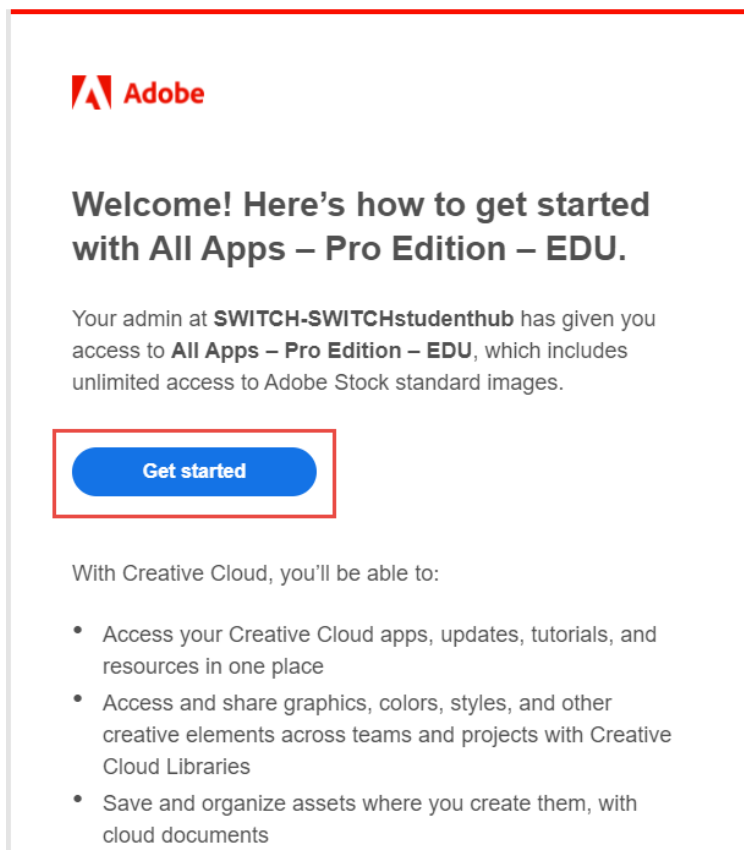 Adobe
Welcome! Here’s how to get started
with All Apps – Pro Edition – EDU.
Your admin at SWITCH-SWITCHstudenthub has given you
access to All Apps – Pro Edition – EDU, which includes
unlimited access to Adobe Stock standard images.
Get started
With Creative Cloud, you’ll be able to:
• Access your Creative Cloud apps, updates, tutorials, and
resources in one place
• Access and share graphics, colors, styles, and other
creative elements across teams and projects with Creative
Cloud Libraries
• Save and organize assets where you create them, with
cloud documents